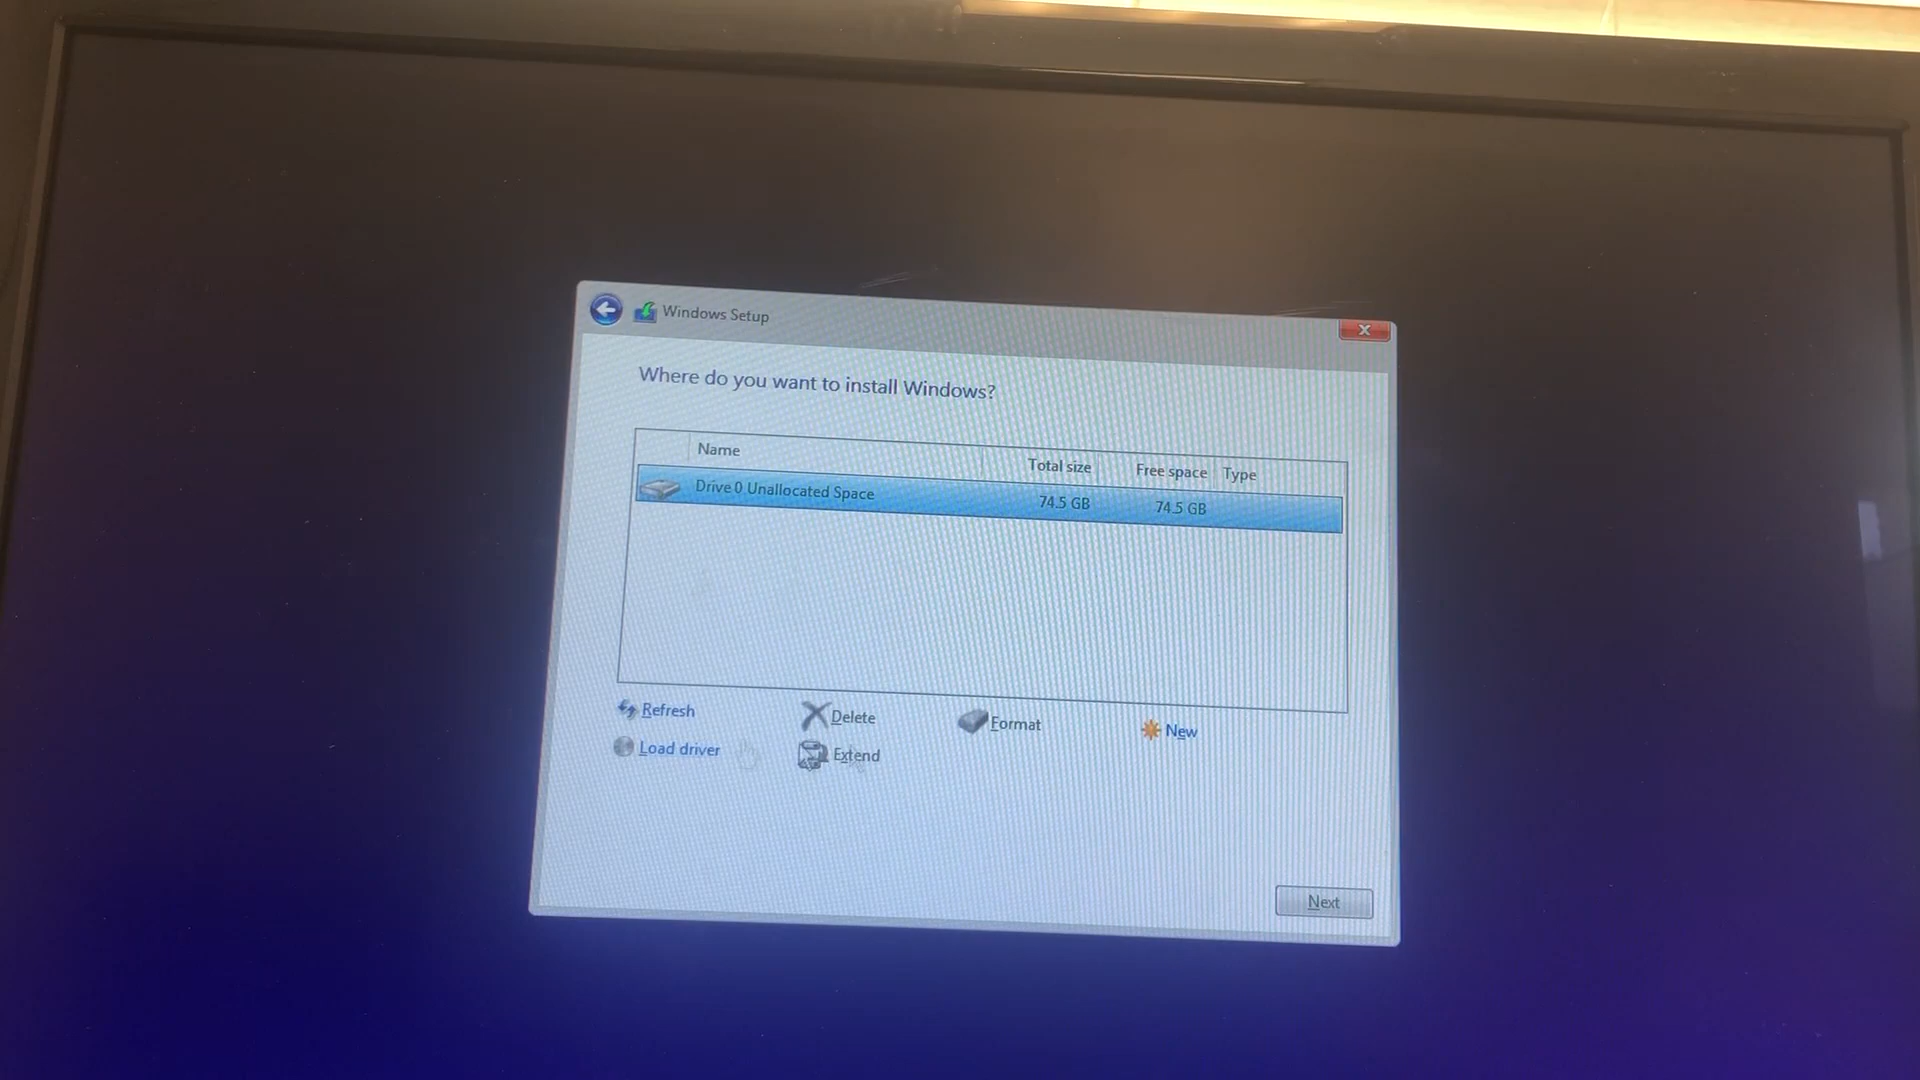 Windows Setup
Where do you want to install Windows?
Name Total size Free space Type
Drive 0 Unallocated Space 74.5 GB 74.5 GB
Refresh Delete Format New
Load driver Extend
Next